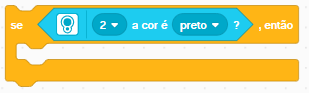 se 2 a cor é preto ? , então